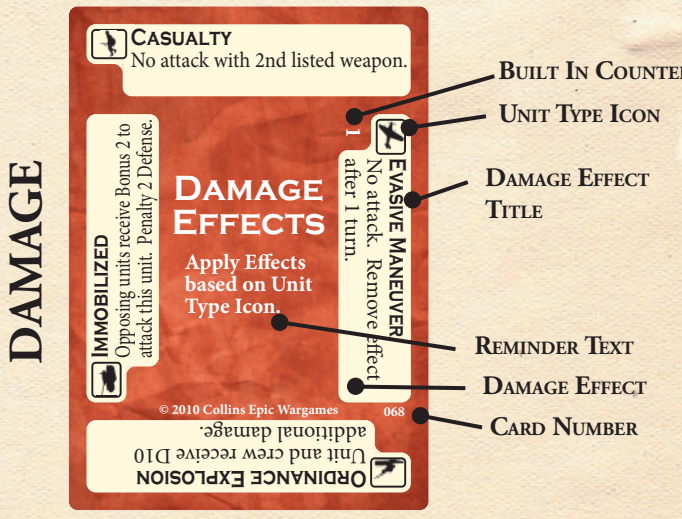 DAMAGE
CASUALTY
No attack with 2nd listed weapon.
IMMOBILIZED
Opposing units receive Bonus 2 to
attack this unit. Penalty 2 Defense.
DAMAGE
EFFECTS
Apply Effects
based on Unit
Type Icon.
1
EVASIVE MANEUVER
No attack. Remove effect
after 1 turn.
© 2010 Collins Epic Wargames
068
ORDINANCE EXPLOSION
Unit and crew receive D10
additional damage.
BUILT IN COUNTE
UNIT TYPE ICON
DAMAGE EFFECT
TITLE
REMINDER TEXT
DAMAGE EFFECT
CARD NUMBER